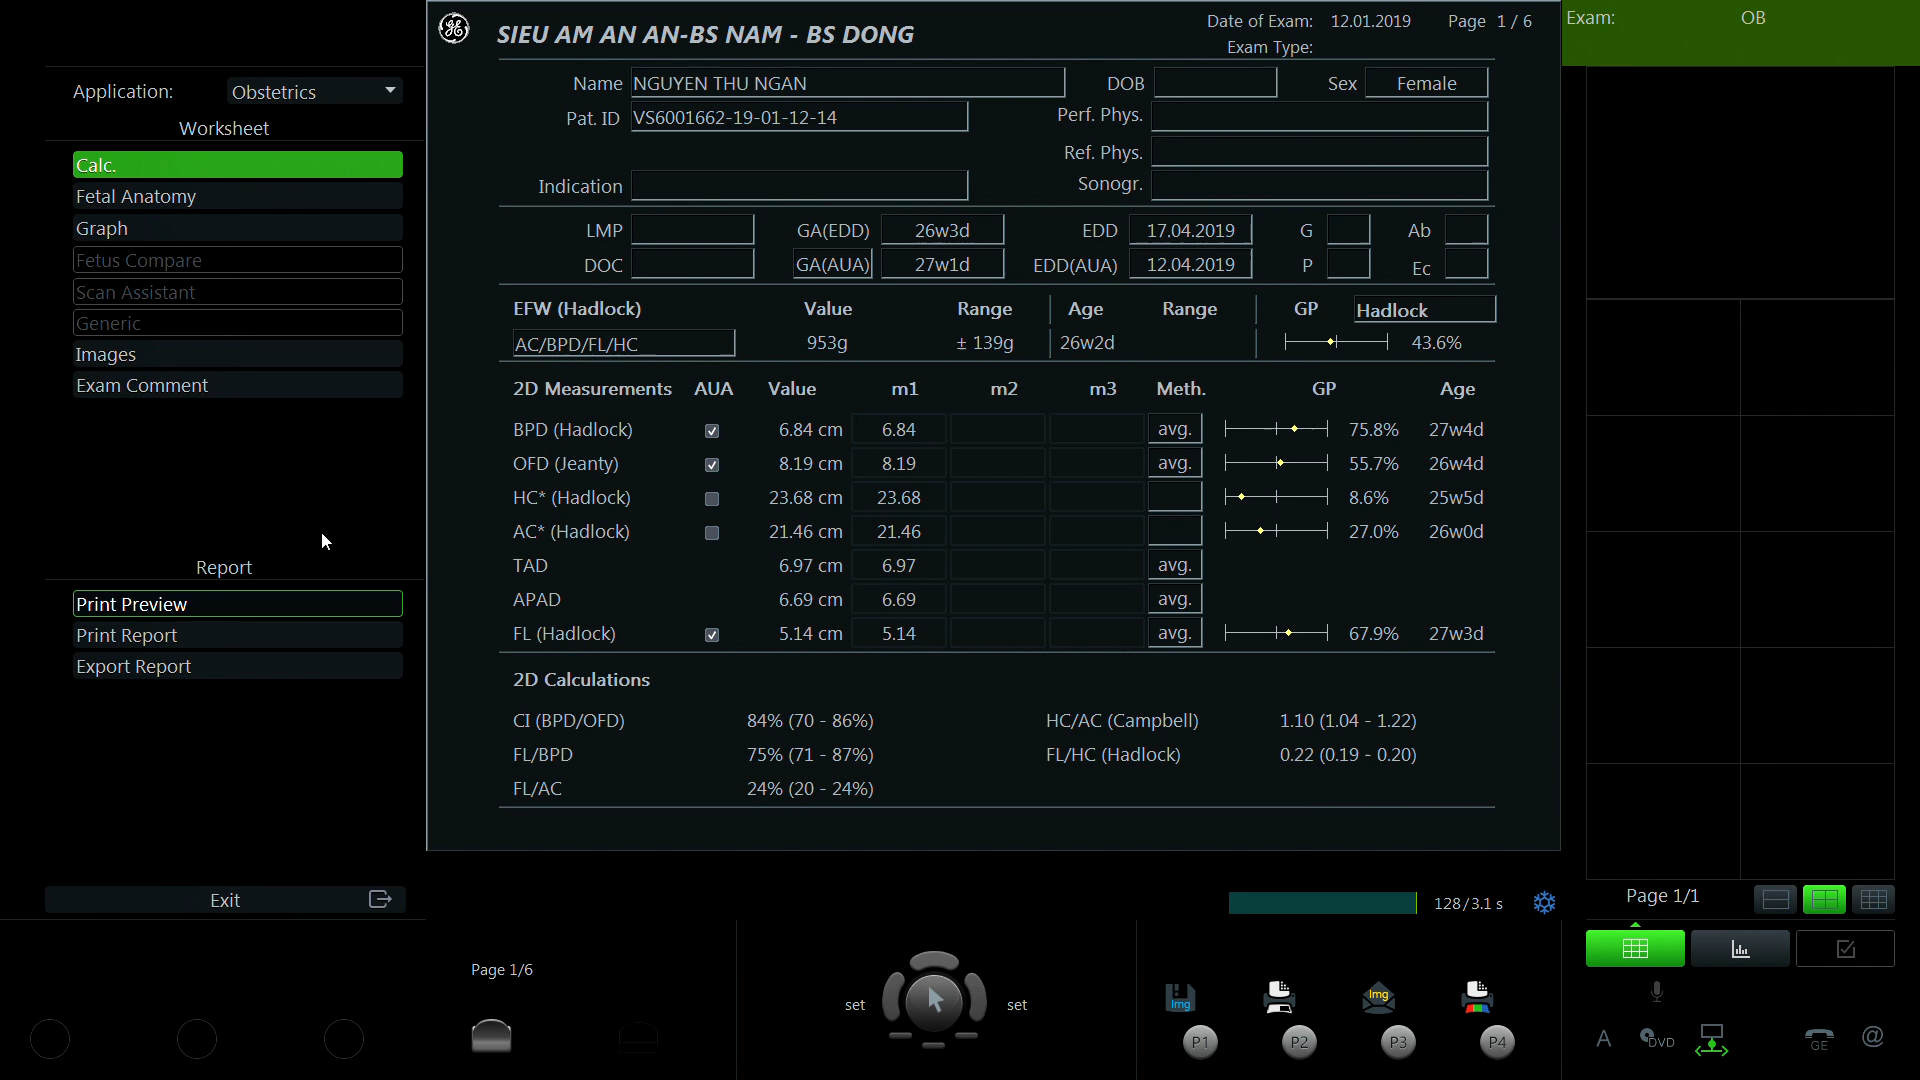 SIEU AM AN AN-BS NAM - BS DONG
Date of Exam: 12.01.2019 Page 1 / 6
Exam Type:
Exam: OB
Application: Obstetrics
Worksheet
Calc.
Fetal Anatomy
Graph
Fetus Compare
Scan Assistant
Generic
Images
Exam Comment
Report
Print Preview
Print Report
Export Report
Exit
Name NGUYEN THU NGAN DOB Sex Female
Pat. ID VS6001662-19-01-12-14 Perf. Phys.
Ref. Phys.
Indication Sonogr.
LMP GA(EDD) 26w3d EDD 17.04.2019 G Ab
DOC GA(AUA) 27w1d EDD(AUA) 12.04.2019 P Ec
EFW (Hadlock) Value Range Age Range GP Hadlock
AC/BPD/FL/HC 953g ± 139g 26w2d 43.6%
2D Measurements AUA Value m1 m2 m3 Meth. GP Age
BPD (Hadlock) 6.84 cm 6.84 avg. 75.8% 27w4d
OFD (Jeanty) 8.19 cm 8.19 avg. 55.7% 26w4d
HC* (Hadlock) 23.68 cm 23.68 8.6% 25w5d
AC* (Hadlock) 21.46 cm 21.46 27.0% 26w0d
TAD 6.97 cm 6.97 avg.
APAD 6.69 cm 6.69 avg.
FL (Hadlock) 5.14 cm 5.14 avg. 67.9% 27w3d
2D Calculations
CI (BPD/OFD) 84% (70 - 86%) HC/AC (Campbell) 1.10 (1.04 - 1.22)
FL/BPD 75% (71 - 87%) FL/HC (Hadlock) 0.22 (0.19 - 0.20)
FL/AC 24% (20 - 24%)
128/3.1 s
Page 1/1
Page 1/6
set set
Img Img
P1 P2 P3 P4
A DVD GE @